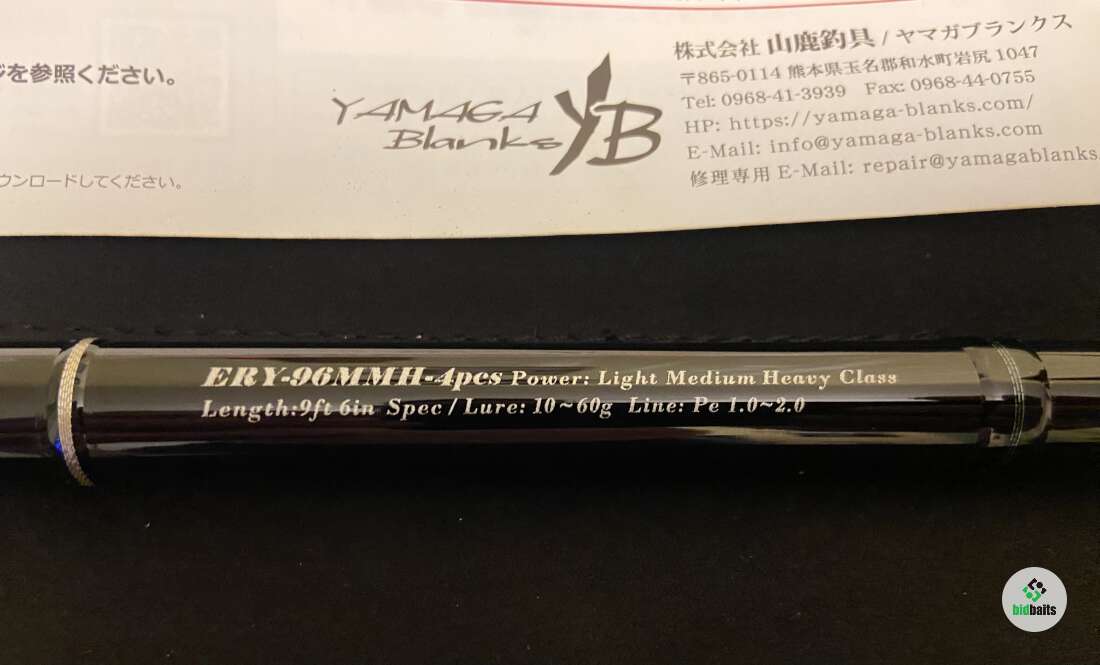 を参照ください。
ウンロードしてください。
YAMAGA
Blanks
YB
株式会社 山鹿釣具 / ヤマガブランクス
〒865-0114 熊本県玉名郡和水町岩尻 1047
Tel: 0968-41-3939 Fax: 0968-44-0755
HP: https://yamaga-blanks.com/
E-Mail: info@yamaga-blanks.com
修理専用 E-Mail: repair@yamagablanks
ERY-96MMH-4pcs Power: Light Medium Heavy Class
Length:9ft 6in Spec / Lure: 10~60g Line: Pe 1.0~2.0
bidbaits